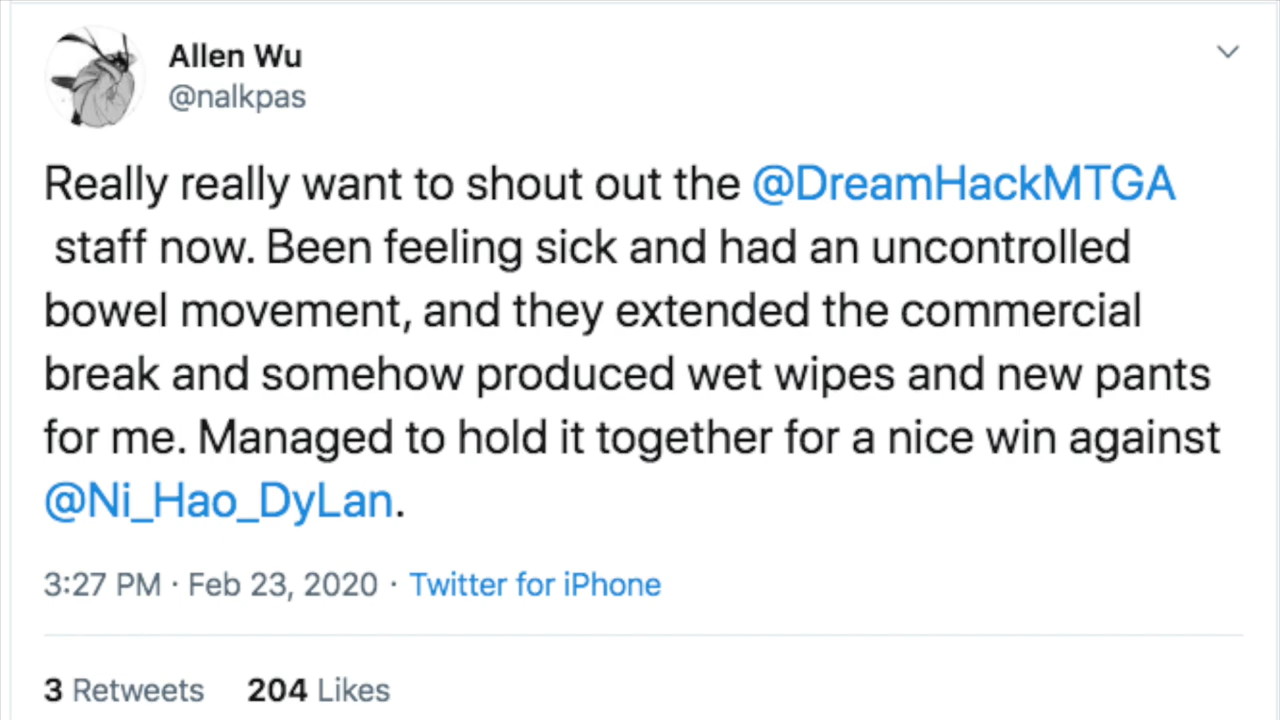 Allen Wu
@nalkpas
Really really want to shout out the @DreamHackMTGA
staff now. Been feeling sick and had an uncontrolled
bowel movement, and they extended the commercial
break and somehow produced wet wipes and new pants
for me. Managed to hold it together for a nice win against
@Ni_Hao_DyLan.
3:27 PM · Feb 23, 2020 · Twitter for iPhone
3 Retweets 204 Likes